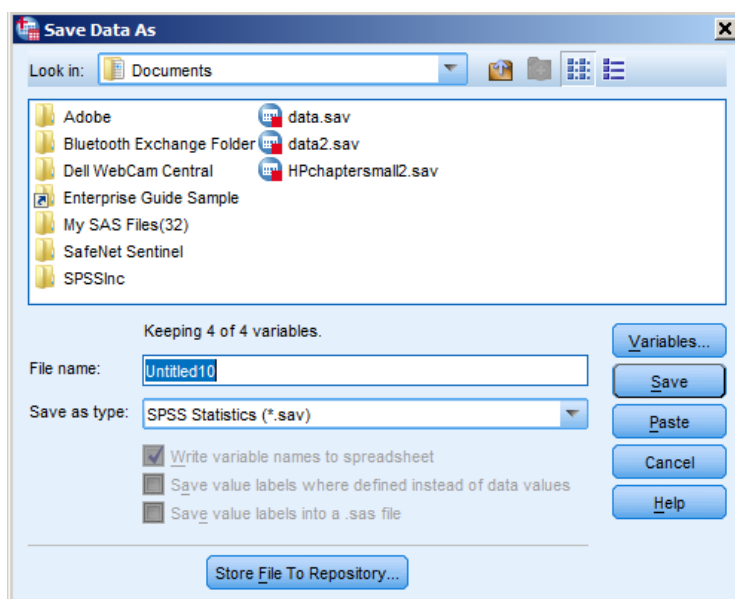 Save Data As
Look in: Documents
Adobe
Bluetooth Exchange Folder
Dell WebCam Central
Enterprise Guide Sample
My SAS Files(32)
SafeNet Sentinel
SPSSInc
data.sav
data2.sav
HPchaptersmall2.sav
Keeping 4 of 4 variables.
File name: Untitled10
Save as type: SPSS Statistics (*.sav)
Write variable names to spreadsheet
Save value labels where defined instead of data values
Save value labels into a .sas file
Variables...
Save
Paste
Cancel
Help
Store File To Repository...